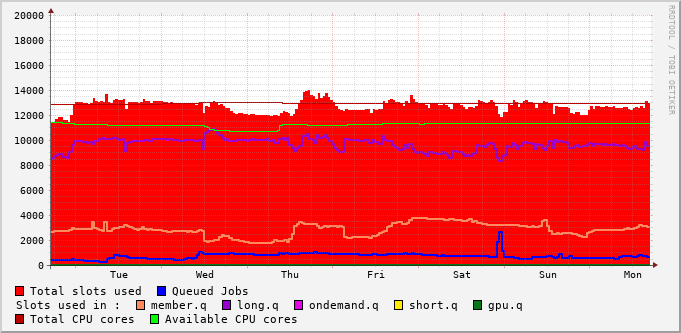 20000
18000
16000
14000
12000
10000
8000
6000
4000
2000
0
Tue Wed Thu Fri Sat Sun Mon
RRDTOOL / TOBI OETIKER
Total slots used Queued Jobs
Slots used in : member.q long.q ondemand.q short.q gpu.q
Total CPU cores Available CPU cores